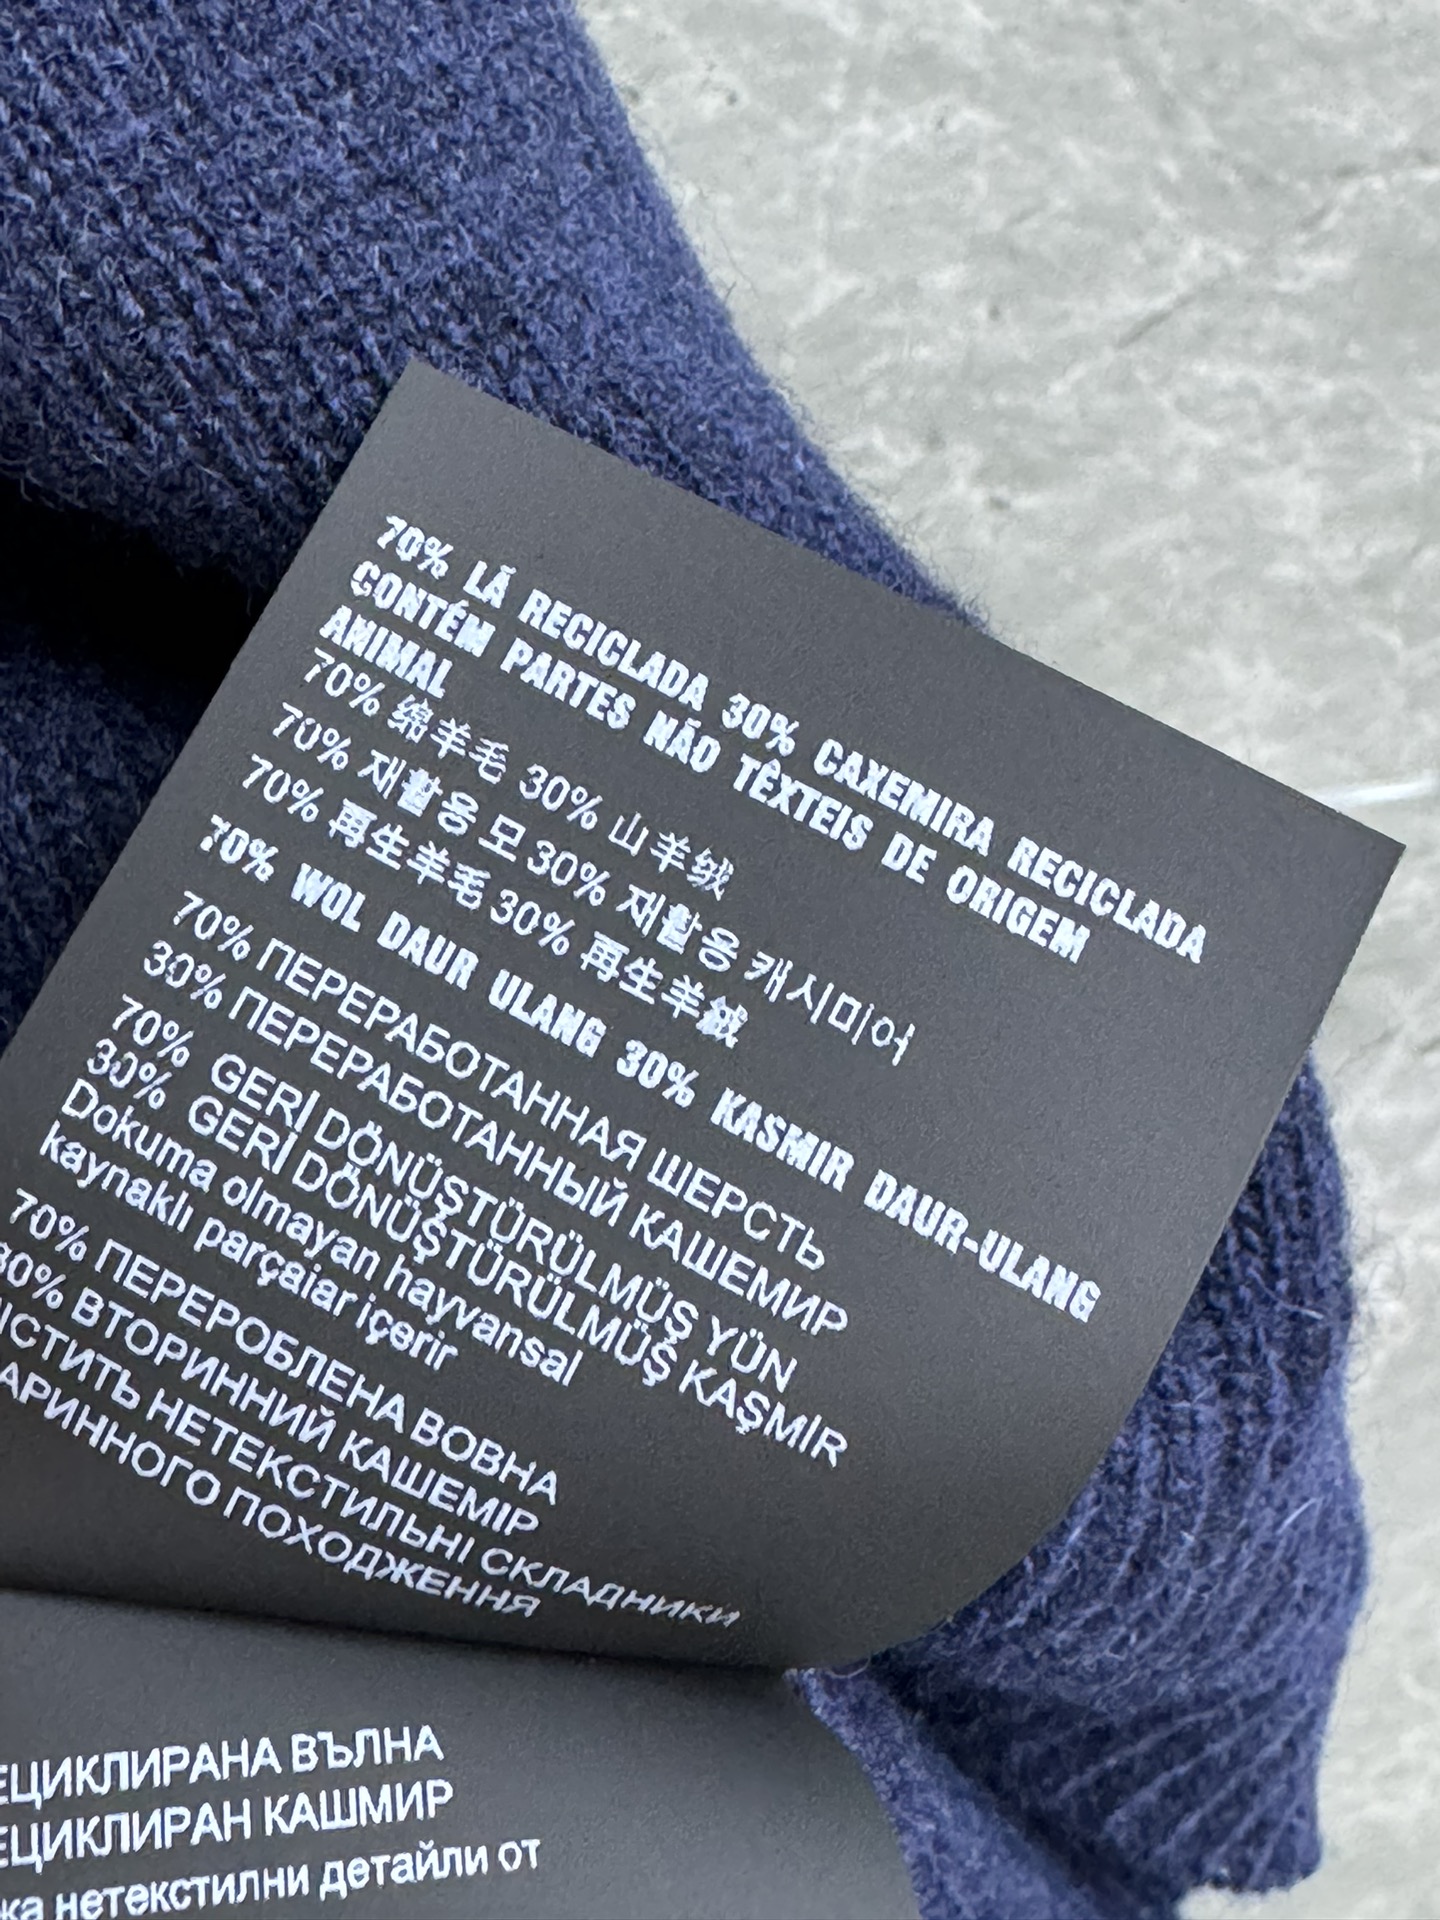 70% LÃ RECICLADA 30% CAXEMIRA RECICLADA
CONTÉM PARTES NÃO TÊXTEIS DE ORIGEM
ANIMAL
70% 绵羊毛 30% 山羊绒
70% 재활용 모 30% 재활용 캐시미어
70% 再生羊毛 30% 再生羊絨
70% WOL DAUR ULANG 30% KASMIR DAUR-ULANG
70% ПЕРЕРАБОТАННАЯ ШЕРСТЬ
30% ПЕРЕРАБОТАННЫЙ КАШЕМИР
70% GERİ DÖNÜŞTÜRÜLMÜŞ YÜN
30% GERİ DÖNÜŞTÜRÜLMÜŞ KAŞMİR
Dokuma olmayan hayvansal
kaynaklı parçaiar içerir
70% ПЕРЕРОБЛЕНА ВОВНА
30% ВТОРИННИЙ КАШЕМІР
ІСТИТЬ НЕТЕКСТИЛЬНІ СКЛАДНИКИ
АРИННОГО ПОХОДЖЕННЯ
ЕЦИКЛИРАНА ВЪЛНА
ЕЦИКЛИРАН КАШМИР
ка нетекстилни детайли от